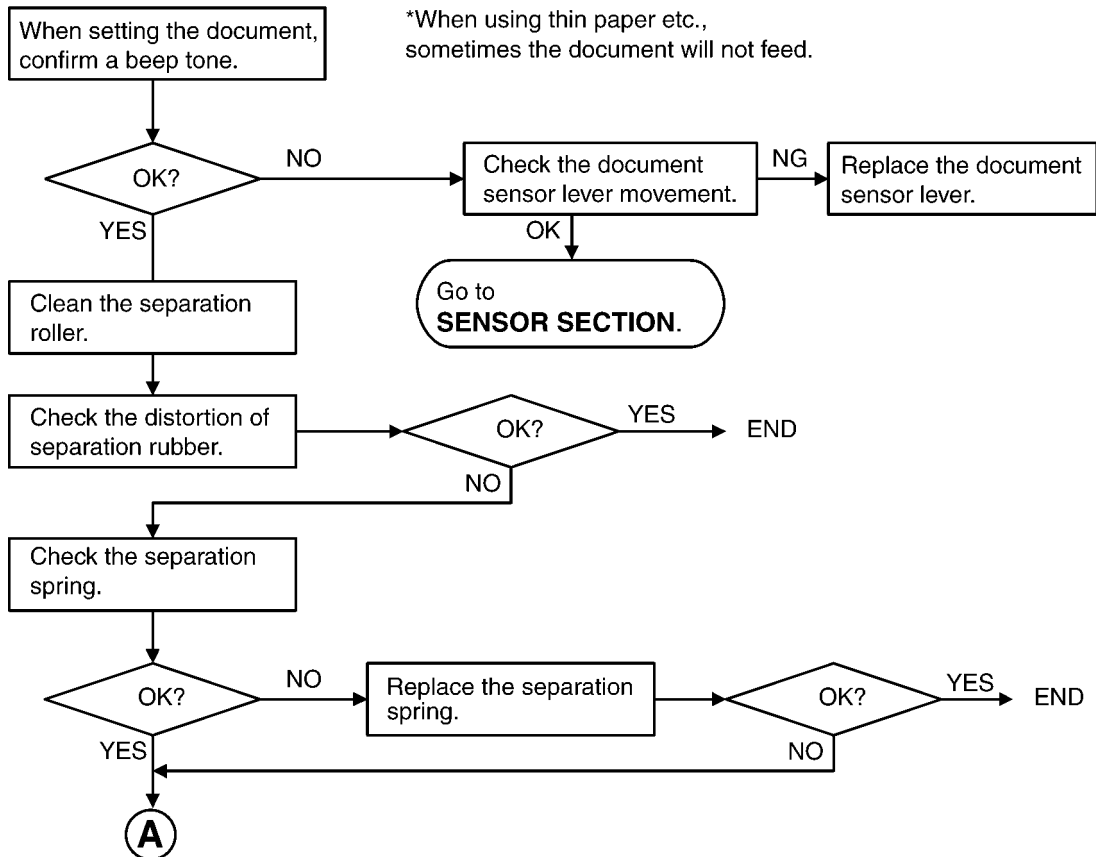 When setting the document,
confirm a beep tone.
*When using thin paper etc.,
sometimes the document will not feed.
OK?
NO
Check the document
sensor lever movement.
NG
Replace the document
sensor lever.
YES
OK
Go to
SENSOR SECTION.
Clean the separation
roller.
Check the distortion of
separation rubber.
OK?
YES
END
NO
Check the separation
spring.
OK?
NO
Replace the separation
spring.
OK?
YES
END
YES
NO
A